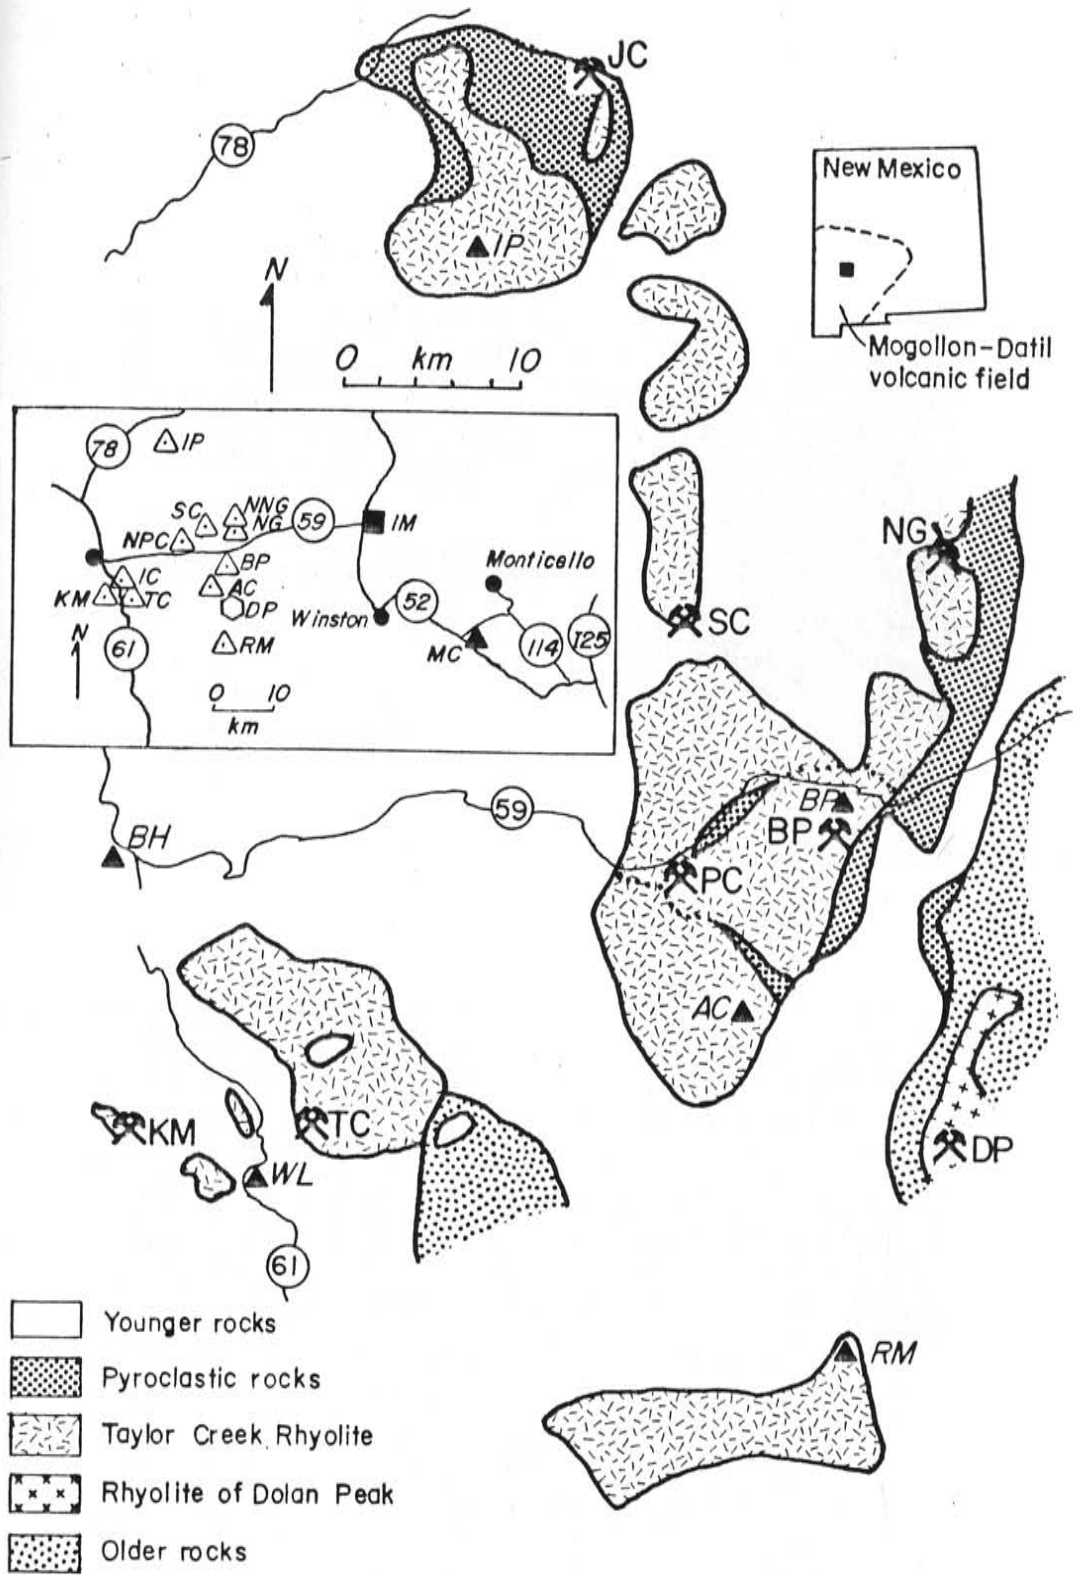 JC
78
New Mexico
IP
N
0 km 10
Mogollon-Datil
volcanic field
78
IP
SC
NNG
NG
59
IM
NPC
BP
Monticello
IC
AC
KM
TC
DP
Winston
52
N
61
RM
MC
114
I25
0 10
km
NG
SC
BP
59
BP
BH
PC
AC
KM
TC
DP
WL
61
Younger rocks
Pyroclastic rocks
RM
Taylor Creek Rhyolite
Rhyolite of Dolan Peak
Older rocks